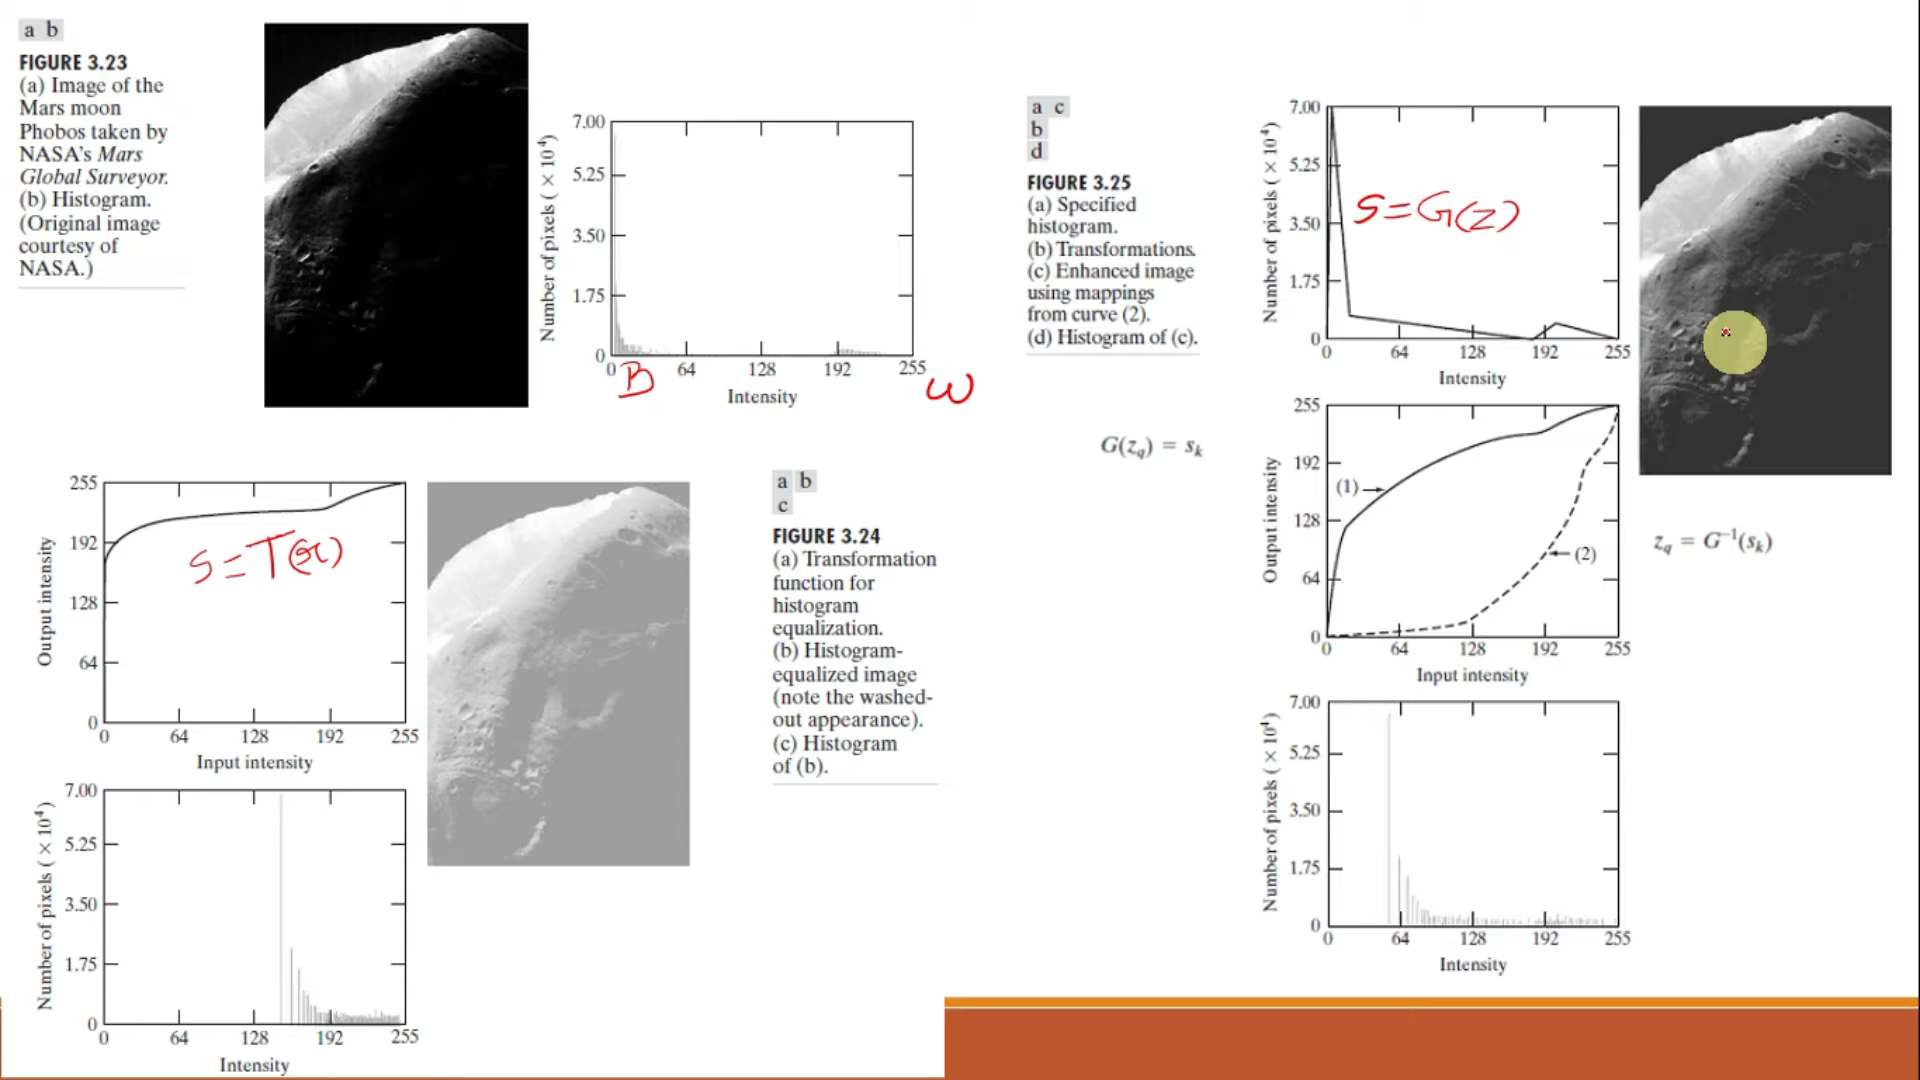 a b
FIGURE 3.23
(a) Image of the
Mars moon
Phobos taken by
NASA's Mars
Global Surveyor.
(b) Histogram.
(Original image
courtesy of
NASA.)
Number of pixels ( × 10⁴)
7.00
5.25
3.50
1.75
0
0 64 128 192 255
B
W
Intensity
255
192
128
64
0
Output intensity
S=T(r)
0 64 128 192 255
Input intensity
7.00
5.25
3.50
1.75
0
Number of pixels ( × 10⁴)
0 64 128 192 255
Intensity
a b
c
FIGURE 3.24
(a) Transformation
function for
histogram
equalization.
(b) Histogram-
equalized image
(note the washed-
out appearance).
(c) Histogram
of (b).
a c
b
d
FIGURE 3.25
(a) Specified
histogram.
(b) Transformations.
(c) Enhanced image
using mappings
from curve (2).
(d) Histogram of (c).
7.00
5.25
3.50
1.75
0
Number of pixels ( × 10⁴)
S=G(Z)
0 64 128 192 255
Intensity
G(z_q) = s_k
255
192
128
64
0
Output intensity
(1)
(2)
0 64 128 192 255
Input intensity
z_q = G⁻¹(s_k)
7.00
5.25
3.50
1.75
0
Number of pixels ( × 10⁴)
0 64 128 192 255
Intensity